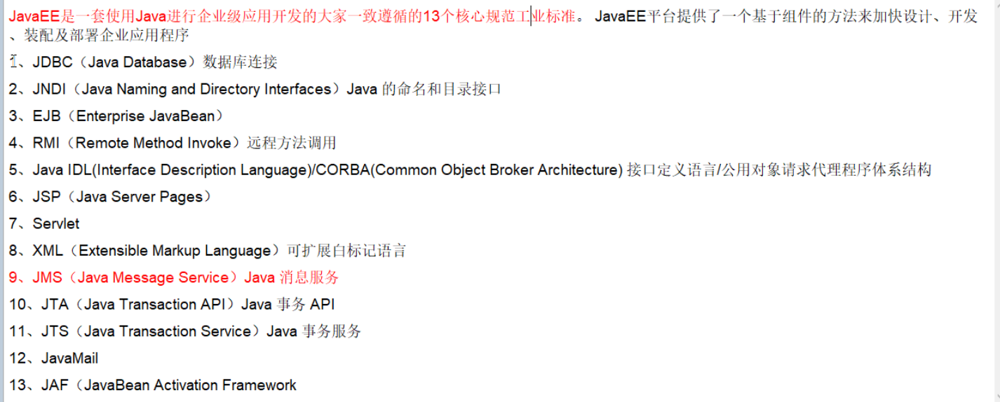 JavaEE是一套使用Java进行企业级应用开发的大家一致遵循的13个核心规范工业标准。 JavaEE平台提供了一个基于组件的方法来加快设计、开发
、装配及部署企业应用程序
1、JDBC（Java Database）数据库连接
2、JNDI（Java Naming and Directory Interfaces）Java 的命名和目录接口
3、EJB（Enterprise JavaBean）
4、RMI（Remote Method Invoke）远程方法调用
5、Java IDL(Interface Description Language)/CORBA(Common Object Broker Architecture) 接口定义语言/公用对象请求代理程序体系结构
6、JSP（Java Server Pages）
7、Servlet
8、XML（Extensible Markup Language）可扩展白标记语言
9、JMS（Java Message Service）Java 消息服务
10、JTA（Java Transaction API）Java 事务 API
11、JTS（Java Transaction Service）Java 事务服务
12、JavaMail
13、JAF（JavaBean Activation Framework